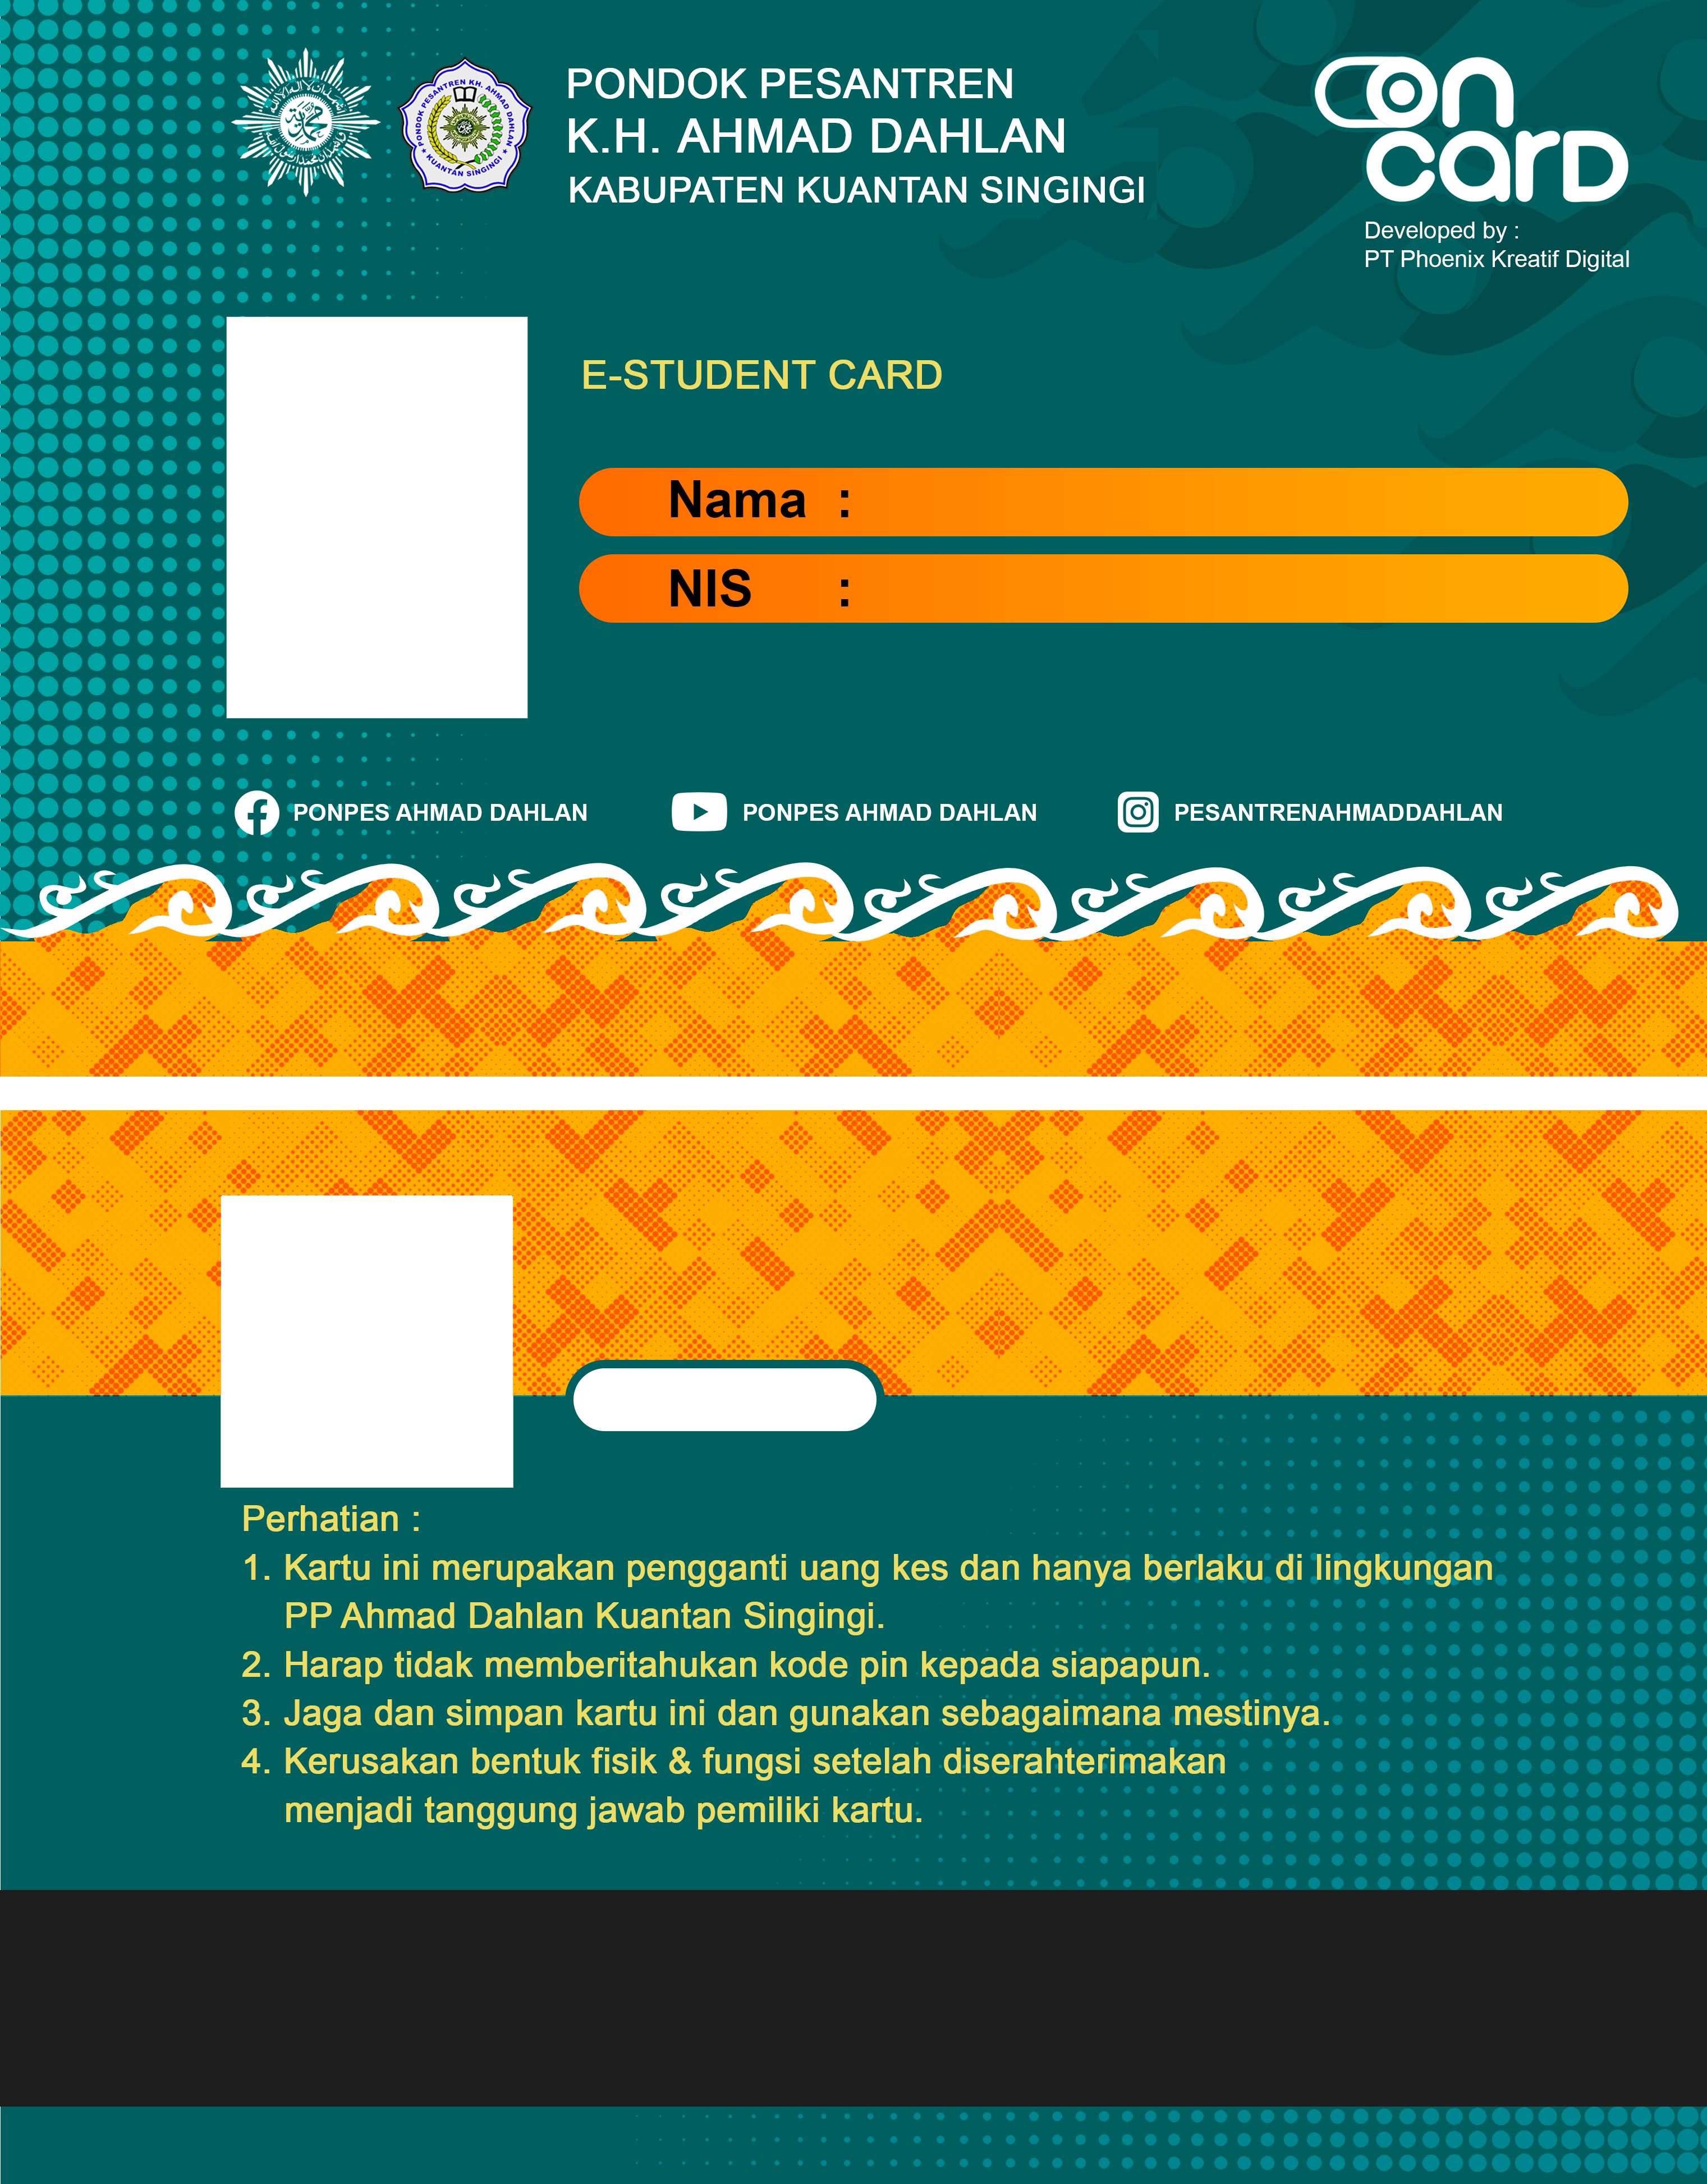 PONDOK PESANTREN KH. AHMAD DAHLAN
★ KUANTAN SINGINGI ★
PONDOK PESANTREN
K.H. AHMAD DAHLAN
KABUPATEN KUANTAN SINGINGI
on
carD
Developed by :
PT Phoenix Kreatif Digital
E-STUDENT CARD
Nama :
NIS :
PONPES AHMAD DAHLAN
PONPES AHMAD DAHLAN
PESANTRENAHMADDAHLAN
Perhatian :
1. Kartu ini merupakan pengganti uang kes dan hanya berlaku di lingkungan
PP Ahmad Dahlan Kuantan Singingi.
2. Harap tidak memberitahukan kode pin kepada siapapun.
3. Jaga dan simpan kartu ini dan gunakan sebagaimana mestinya.
4. Kerusakan bentuk fisik & fungsi setelah diserahterimakan
menjadi tanggung jawab pemiliki kartu.